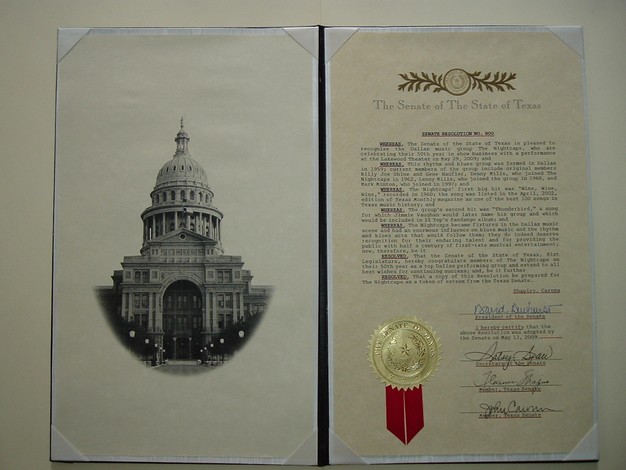 The Senate of The State of Texas
SENATE RESOLUTION NO. 900
WHEREAS, The Senate of the State of Texas is pleased to
recognize the Dallas music group The Nightcaps, who are
celebrating their 50th year in show business with a performance
at the Lakewood Theater on May 29, 2009; and
WHEREAS, This rhythm and blues group was formed in Dallas
in 1959; current members of the group include original members
Billy Joe Shine and Gene Haufler, Denny Mills, who joined The
Nightcaps in 1962, Lenny Mills, who joined the group in 1968, and
Mark Minton, who joined in 1997; and
WHEREAS, The Nightcaps' first big hit was "Wine, Wine,
Wine," recorded in 1960; the song was listed in the April, 2002,
edition of Texas Monthly magazine as one of the best 100 songs in
Texas music history; and
WHEREAS, The group's second hit was "Thunderbird," a song
for which Jimmie Vaughan would later name his group and which
would be included in ZZ Top's Fandango album; and
WHEREAS, The Nightcaps became fixtures in the Dallas music
scene and had an enormous influence on blues music and the rhythm
and blues acts that would follow them; they do indeed deserve
recognition for their enduring talent and for providing the
public with half a century of first-rate musical entertainment;
now, therefore, be it
RESOLVED, That the Senate of the State of Texas, 81st
Legislature, hereby congratulate members of The Nightcaps on
their 50th year as a top Dallas performing group and extend to all
best wishes for continuing success; and, be it further
RESOLVED, That a copy of this Resolution be prepared for
The Nightcaps as a token of esteem from the Texas Senate.
Shapiro, Carona
David Dewhurst
President of the Senate
I hereby certify that the
above Resolution was adopted by
the Senate on May 13, 2009.
Patsy Spaw
Secretary of the Senate
Florence Shapiro
Member, Texas Senate
John Carona
Member, Texas Senate